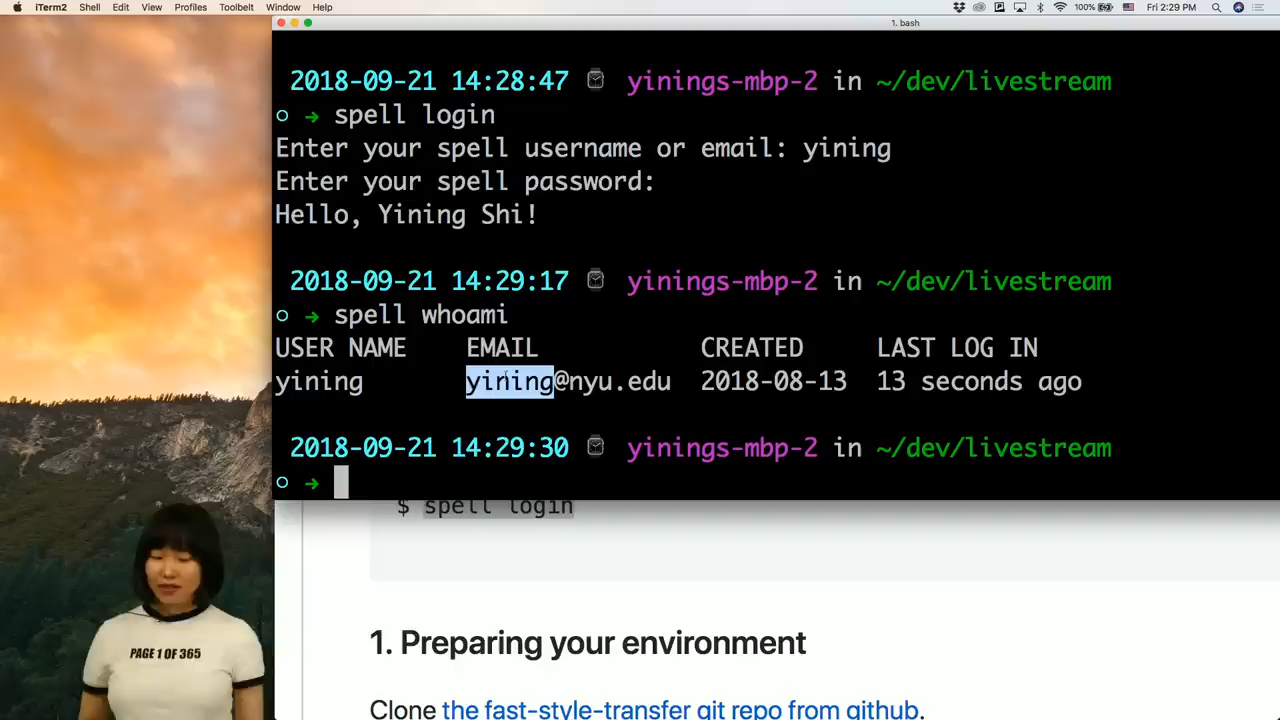 iTerm2 Shell Edit View Profiles Toolbelt Window Help 100% Fri 2:29 PM
1. bash
2018-09-21 14:28:47 yinings-mbp-2 in ~/dev/livestream
→ spell login
Enter your spell username or email: yining
Enter your spell password:
Hello, Yining Shi!
2018-09-21 14:29:17 yinings-mbp-2 in ~/dev/livestream
→ spell whoami
USER NAME EMAIL CREATED LAST LOG IN
yining yining@nyu.edu 2018-08-13 13 seconds ago
2018-09-21 14:29:30 yinings-mbp-2 in ~/dev/livestream
→
$ spell login
PAGE 1 OF 365
1. Preparing your environment
Clone the fast-style-transfer git repo from github.